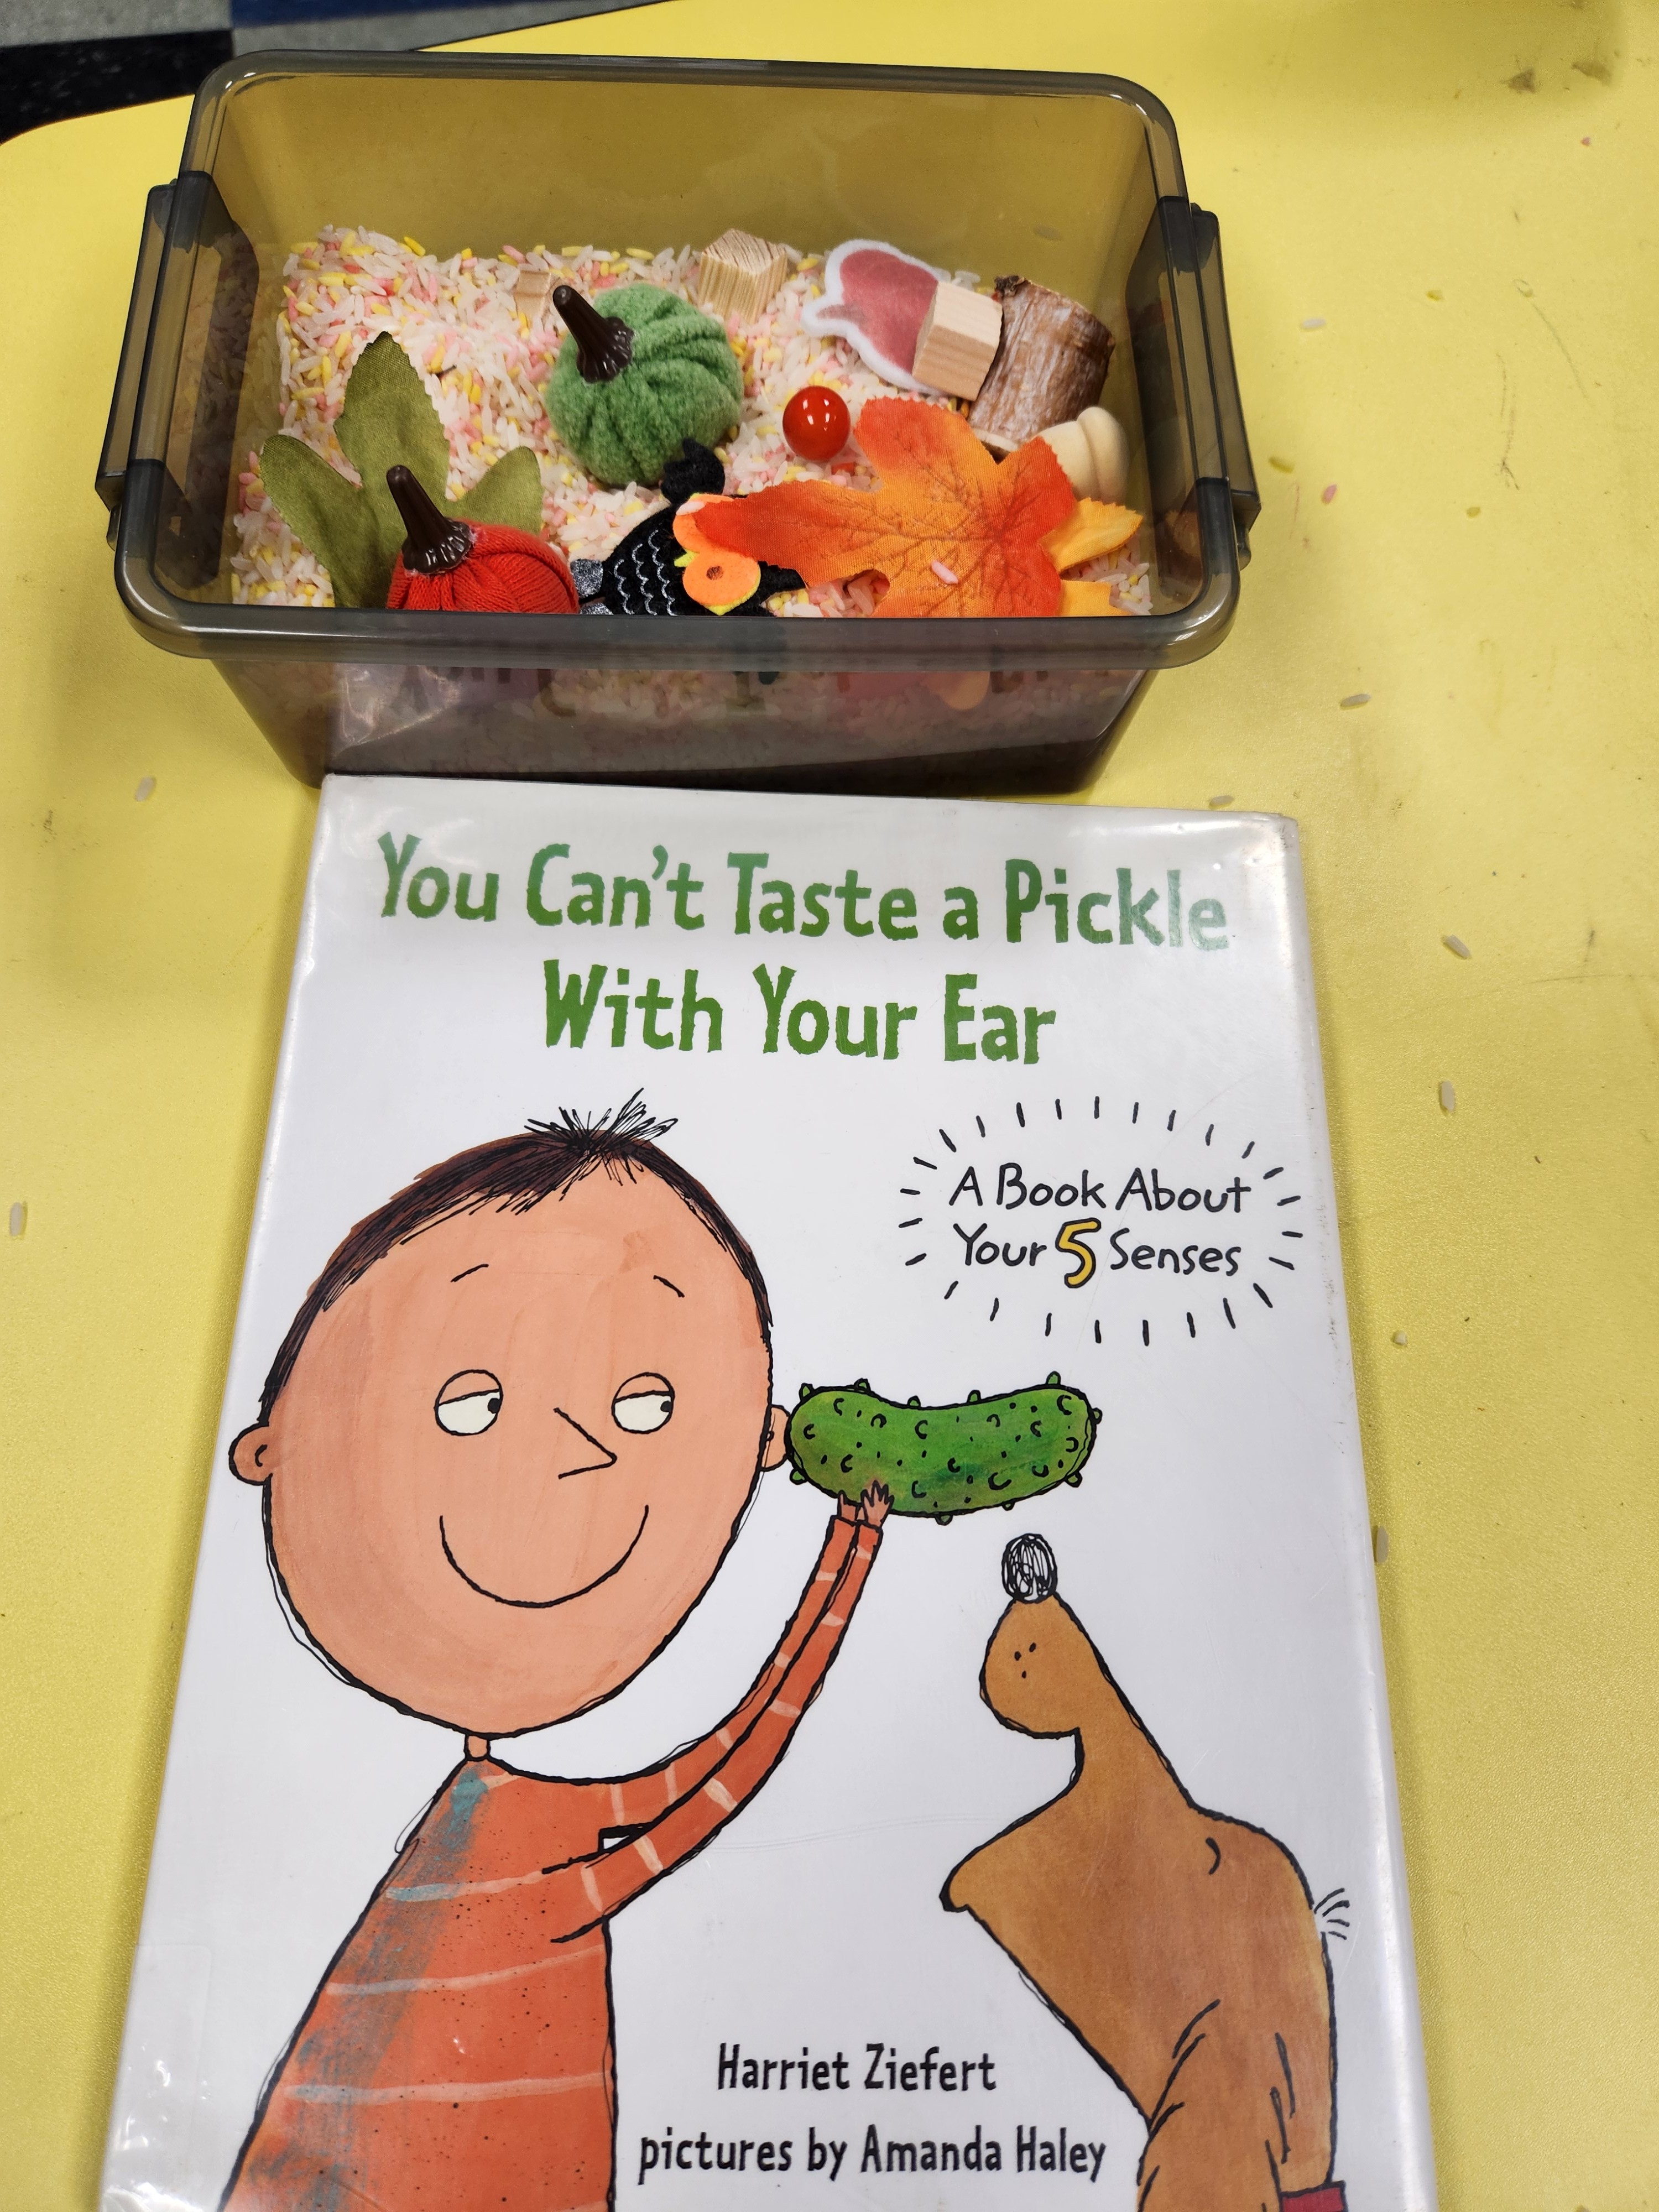 You Can't Taste a Pickle
With Your Ear
A Book About
Your 5 Senses
Harriet Ziefert
pictures by Amanda Haley